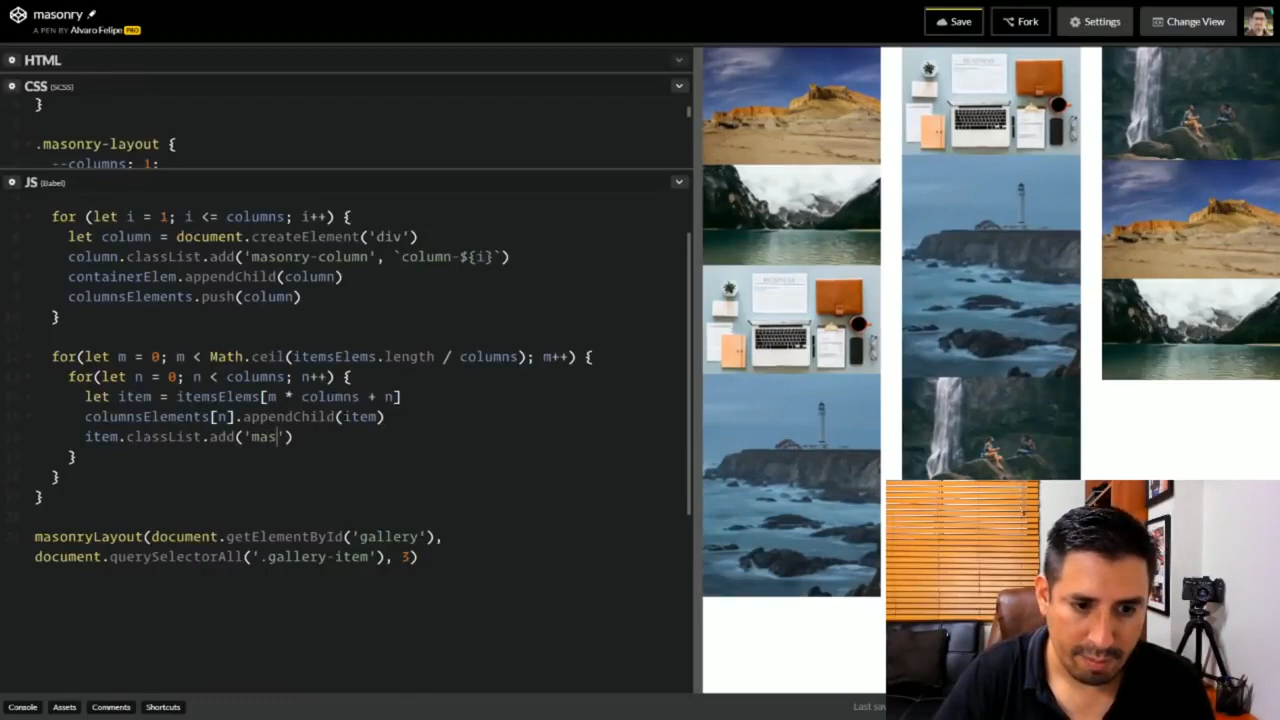 masonry
A PEN BY Alvaro Felipe PRO
Save
Fork
Settings
Change View
HTML
CSS (SCSS)
}
.masonry-layout {
--columns: 1;
JS (Babel)
for (let i = 1; i <= columns; i++) {
let column = document.createElement('div')
column.classList.add('masonry-column', `column-${i}`)
containerElem.appendChild(column)
columnsElements.push(column)
}
for(let m = 0; m < Math.ceil(itemsElems.length / columns); m++) {
for(let n = 0; n < columns; n++) {
let item = itemsElems[m * columns + n]
columnsElements[n].appendChild(item)
item.classList.add('mas')
}
}
}
masonryLayout(document.getElementById('gallery'),
document.querySelectorAll('.gallery-item'), 3)
Console
Assets
Comments
Shortcuts
Last sav